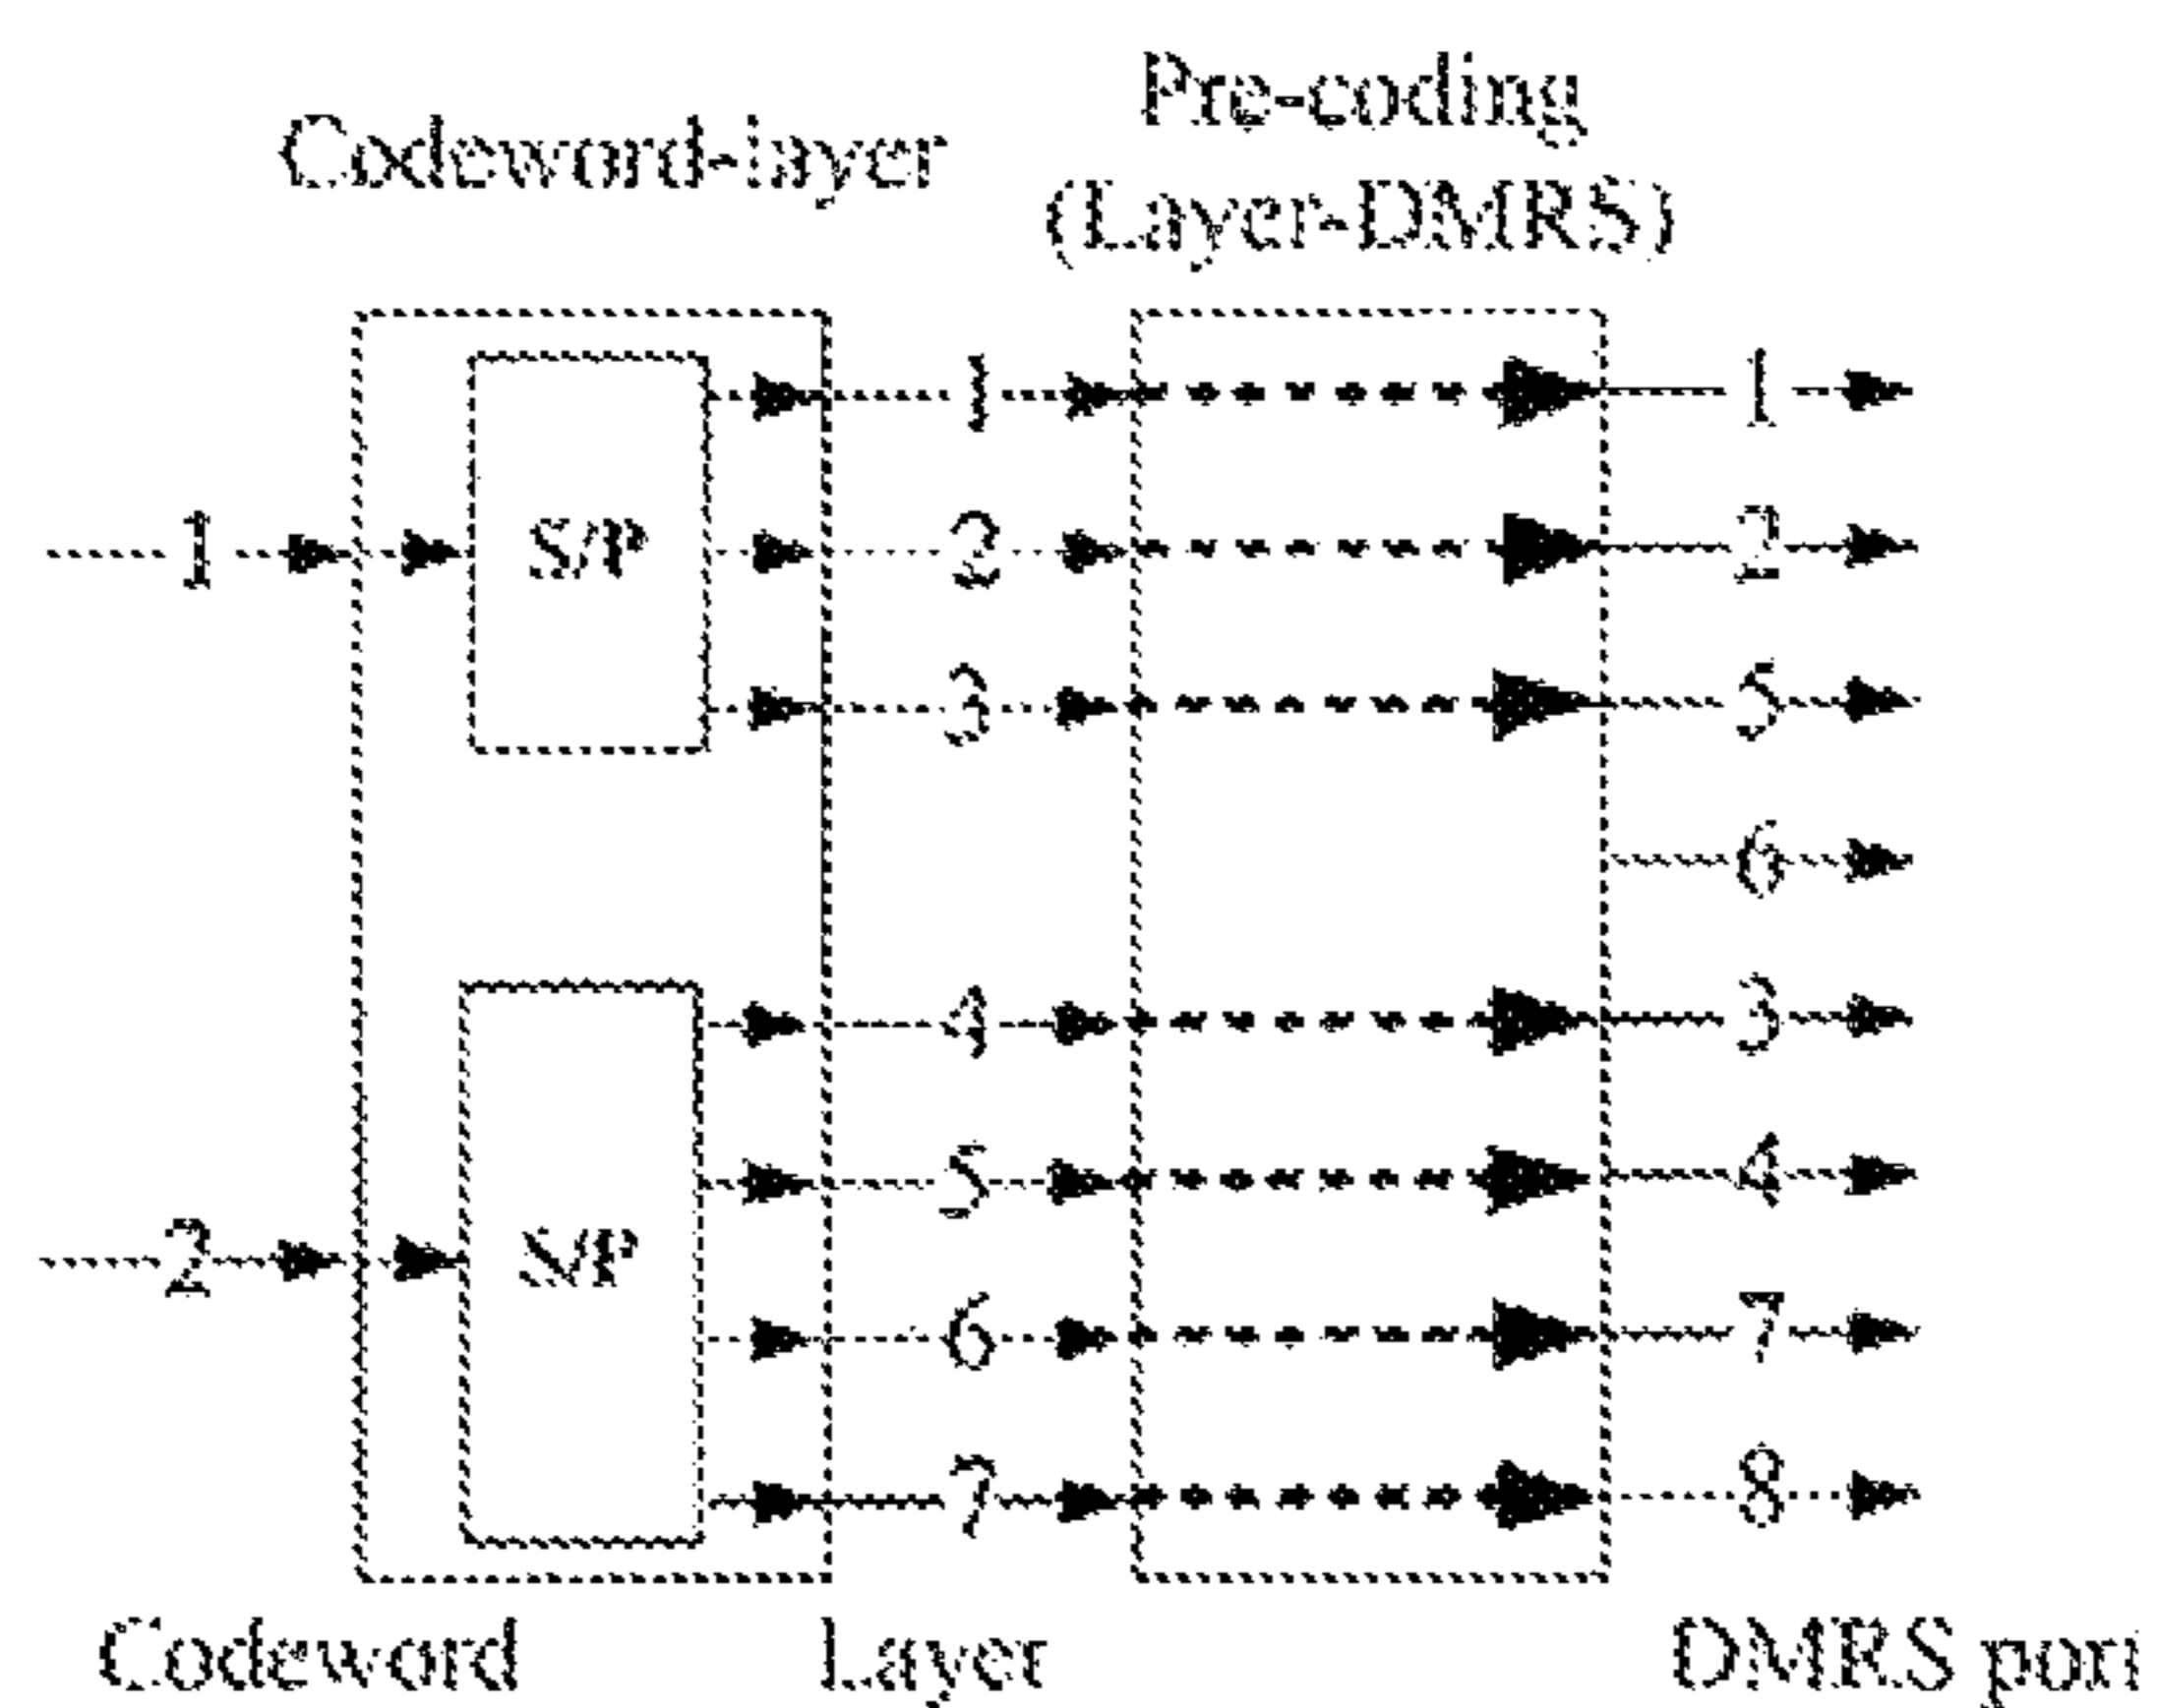 Pre-coding
Codeword-layer
(Layer-DMRS)
1 1
1 S/P 2 2
3 5
6
4 3
5 4
2 S/P
6 7
7 8
Codeword Layer DMRS port